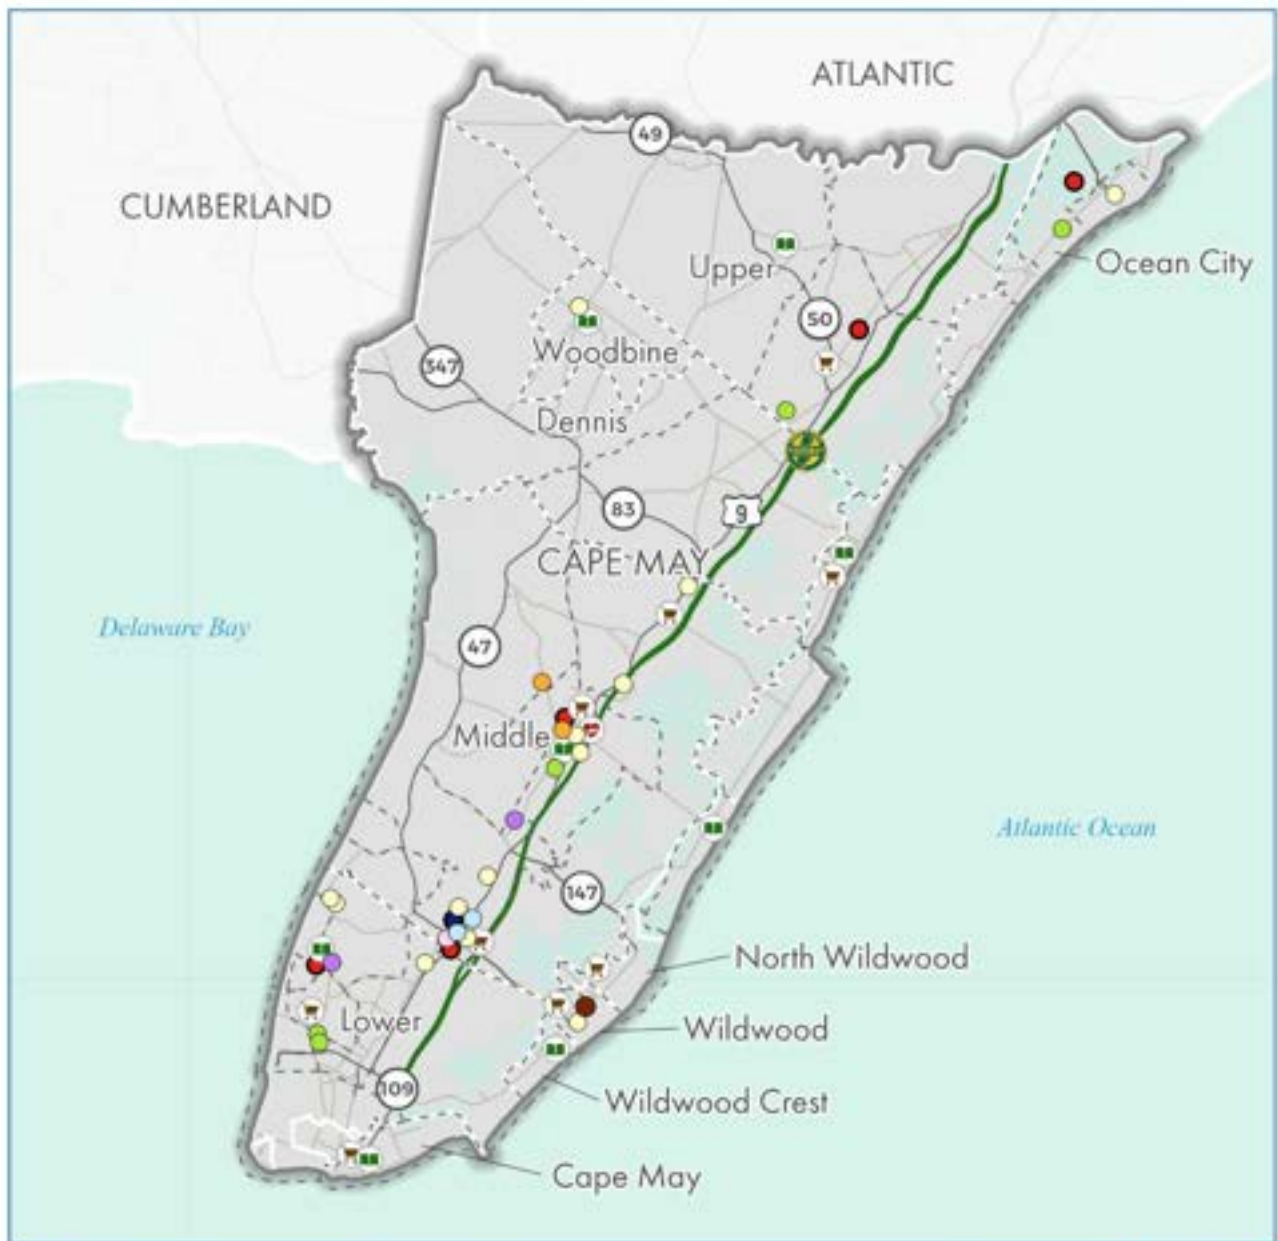 ATLANTIC
49
CUMBERLAND
Ocean City
Upper
50
Woodbine
347
Dennis
83
9
CAPE MAY
Delaware Bay
47
Middle
Atlantic Ocean
147
North Wildwood
Lower
Wildwood
109
Wildwood Crest
Cape May